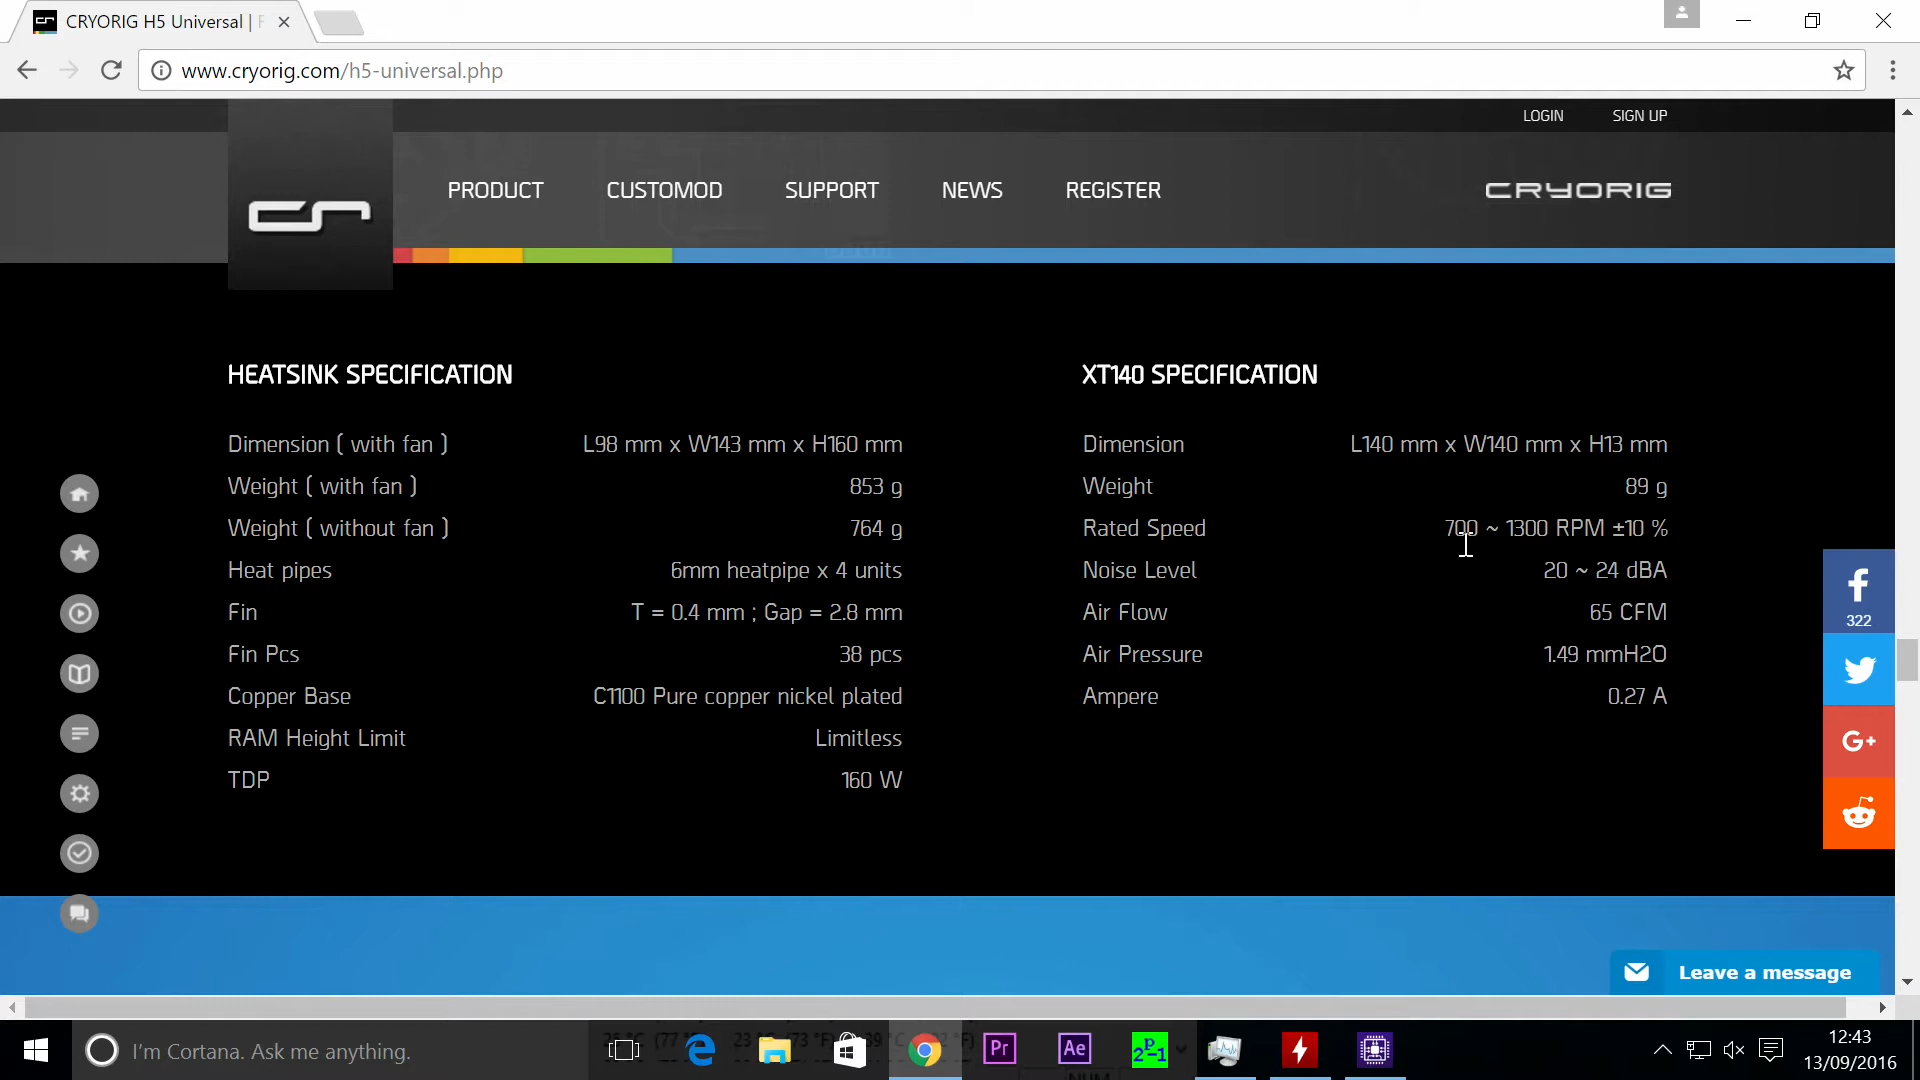 CRYORIG H5 Universal |
www.cryorig.com/h5-universal.php
LOGIN SIGN UP
cr
PRODUCT CUSTOMOD SUPPORT NEWS REGISTER CRYORIG
HEATSINK SPECIFICATION
Dimension ( with fan ) L98 mm x W143 mm x H160 mm
Weight ( with fan ) 853 g
Weight ( without fan ) 764 g
Heat pipes 6mm heatpipe x 4 units
Fin T = 0.4 mm ; Gap = 2.8 mm
Fin Pcs 38 pcs
Copper Base C1100 Pure copper nickel plated
RAM Height Limit Limitless
TDP 160 W
XT140 SPECIFICATION
Dimension L140 mm x W140 mm x H13 mm
Weight 89 g
Rated Speed 700 ~ 1300 RPM ±10 %
Noise Level 20 ~ 24 dBA
Air Flow 65 CFM
Air Pressure 1.49 mmH2O
Ampere 0.27 A
322
G+
Leave a message
I'm Cortana. Ask me anything.
Pr
Ae
2P-1
12:43
13/09/2016